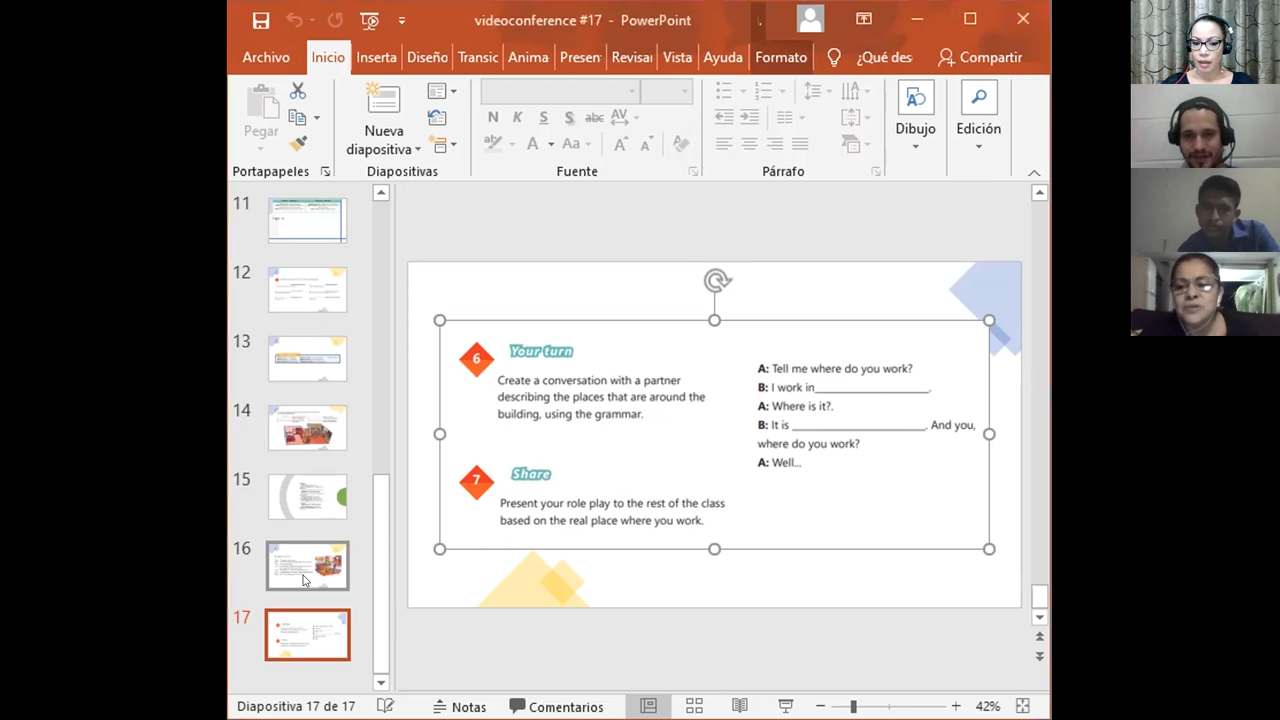 videoconference #17 - PowerPoint
Archivo Inicio Inserta Diseño Transic Anima Presen Revisar Vista Ayuda Formato ¿Qué des Compartir
Pegar
Nueva diapositiva
N K S S abc AV
A Aa A A
Dibujo
Edición
Portapapeles Diapositivas Fuente Párrafo
11
12
13
14
15
16
17
6 Your turn
Create a conversation with a partner
describing the places that are around the
building, using the grammar.
7 Share
Present your role play to the rest of the class
based on the real place where you work.
A: Tell me where do you work?
B: I work in____________________.
A: Where is it?.
B: It is _______________________. And you,
where do you work?
A: Well...
Diapositiva 17 de 17 Notas Comentarios 42%